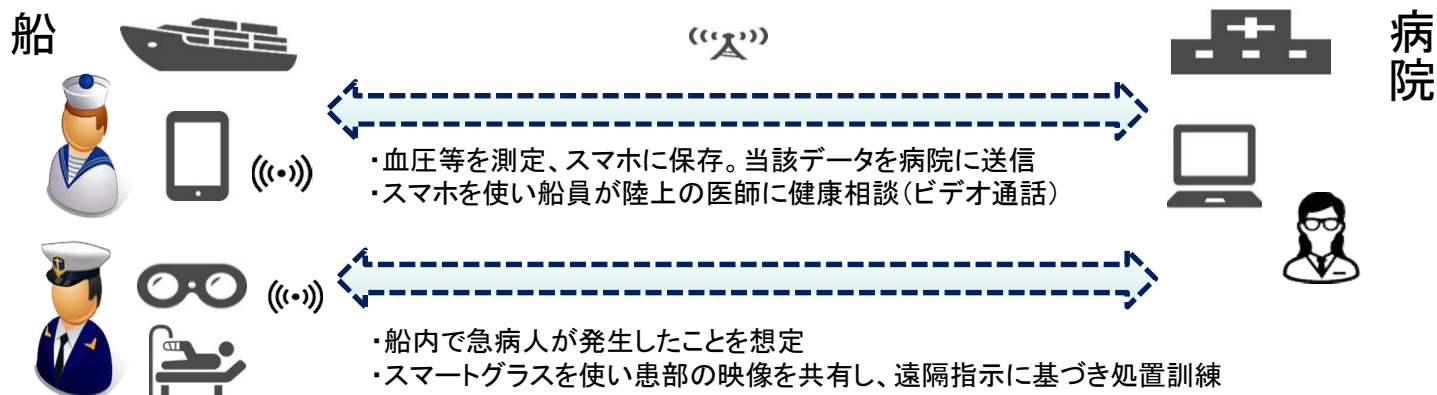 船
病院
・血圧等を測定、スマホに保存。当該データを病院に送信
・スマホを使い船員が陸上の医師に健康相談（ビデオ通話）
・船内で急病人が発生したことを想定
・スマートグラスを使い患部の映像を共有し、遠隔指示に基づき処置訓練